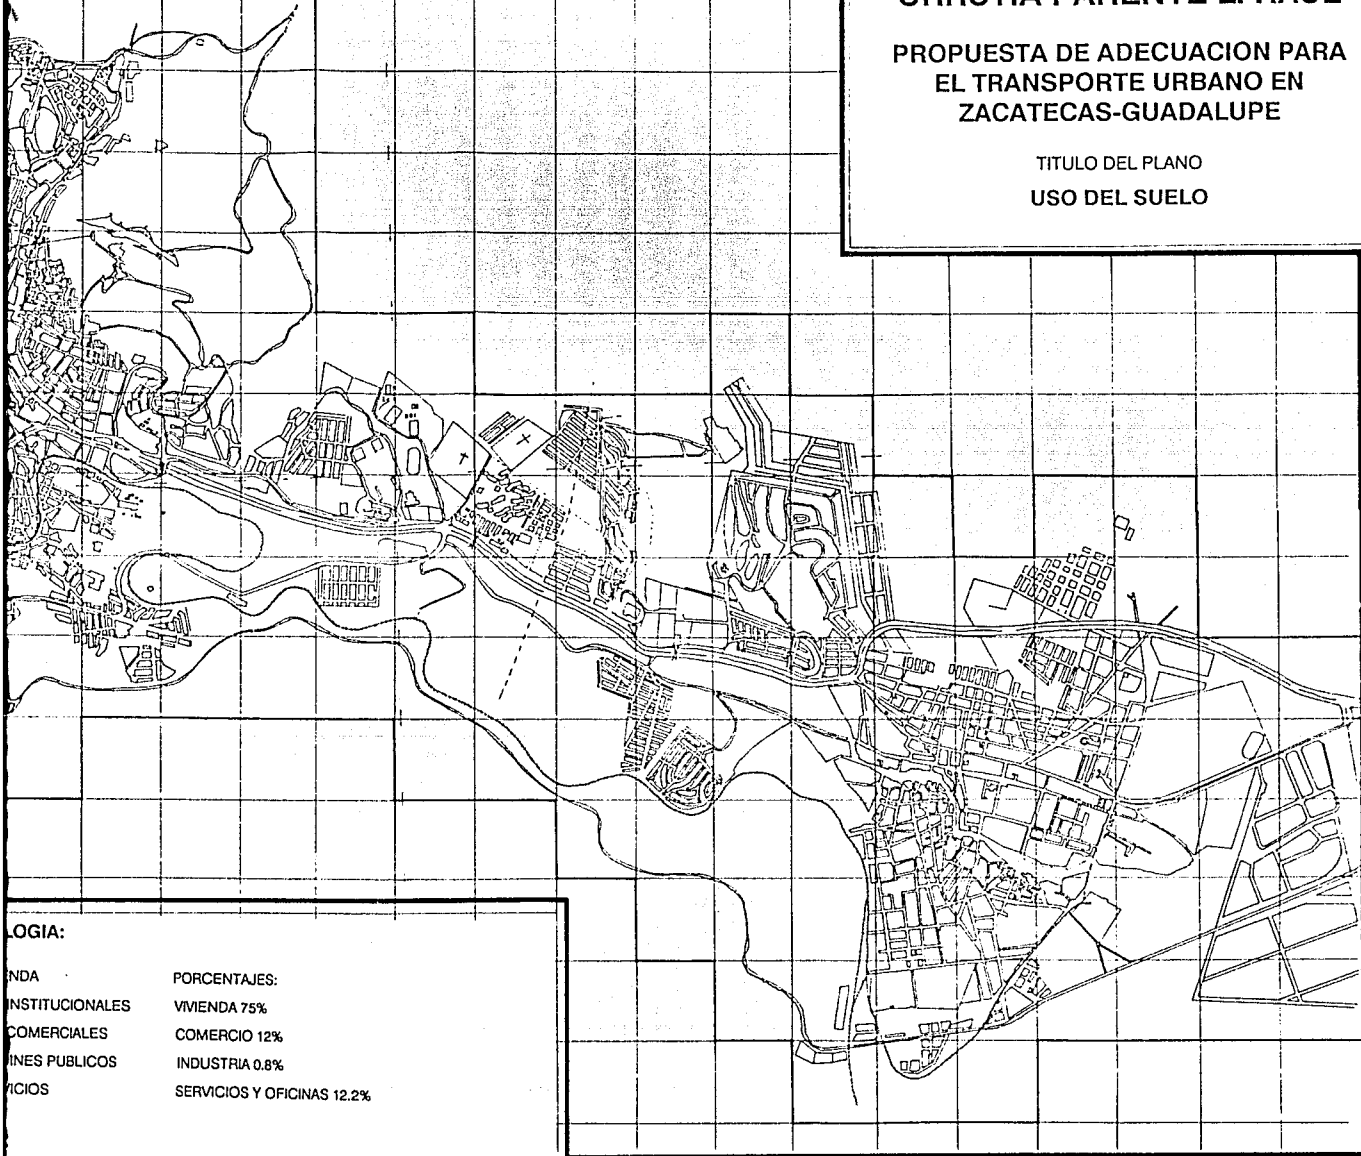 PROPUESTA DE ADECUACION PARA
EL TRANSPORTE URBANO EN
ZACATECAS-GUADALUPE
TITULO DEL PLANO
USO DEL SUELO
LOGIA:
NDA
INSTITUCIONALES
COMERCIALES
INES PUBLICOS
ICIOS
PORCENTAJES:
VIVIENDA 75%
COMERCIO 12%
INDUSTRIA 0.8%
SERVICIOS Y OFICINAS 12.2%